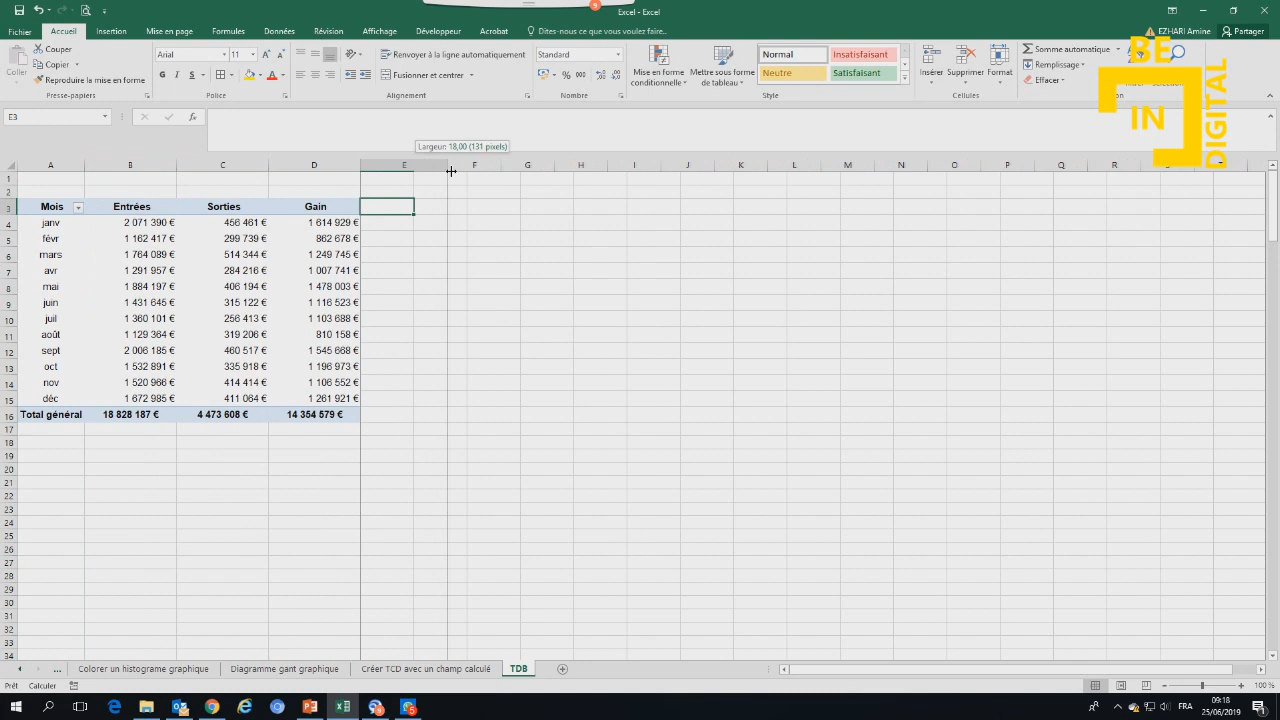 9
Excel - Excel
Fichier Accueil Insertion Mise en page Formules Données Révision Affichage Développeur Acrobat Dites-nous ce que vous voulez faire.. EZHARI Amine Partager
Coller
Couper
Copier
Reproduire la mise en forme
Presse-papiers
Arial 11
G I S
Police
Renvoyer à la ligne automatiquement
Fusionner et centrer
Alignement
Standard
% 000
Nombre
Mise en forme conditionnelle
Mettre sous forme de tableau
Normal Insatisfaisant
Neutre Satisfaisant
Style
Insérer Supprimer Format
Cellules
Somme automatique
Remplissage
Effacer
BE
IN
DIGITAL
E3
fx
Largeur: 18,00 (131 pixels)
A B C D E F G H I J K L M N O P Q R
1
2
3 Mois Entrées Sorties Gain
4 janv 2 071 390 € 456 461 € 1 614 929 €
5 févr 1 162 417 € 299 739 € 862 678 €
6 mars 1 764 089 € 514 344 € 1 249 745 €
7 avr 1 291 957 € 284 216 € 1 007 741 €
8 mai 1 884 197 € 406 194 € 1 478 003 €
9 juin 1 431 645 € 315 122 € 1 116 523 €
10 juil 1 360 101 € 256 413 € 1 103 688 €
11 août 1 129 364 € 319 206 € 810 158 €
12 sept 2 006 185 € 460 517 € 1 545 668 €
13 oct 1 532 891 € 335 918 € 1 196 973 €
14 nov 1 520 966 € 414 414 € 1 106 552 €
15 déc 1 672 985 € 411 064 € 1 261 921 €
16 Total général 18 828 187 € 4 473 608 € 14 354 579 €
17
18
19
20
21
22
23
24
25
26
27
28
29
30
31
32
33
34
... Colorer un histograme graphique Diagramme gant graphique Créer TCD avec un champ calculé TDB
Prêt Calculer 100 %
FRA 09:18
25/06/2019